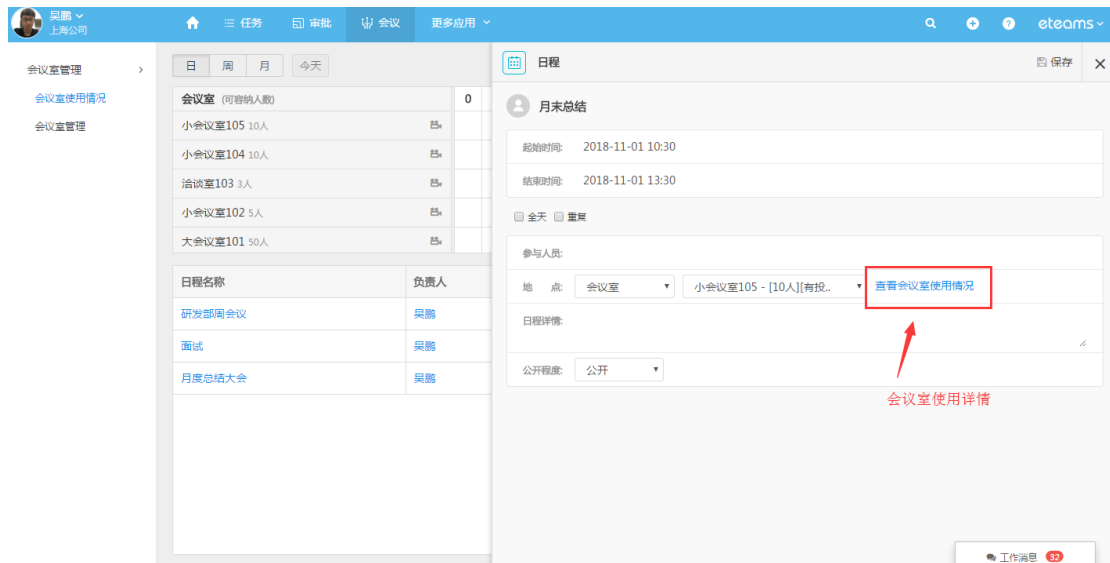 吴鹏
上海公司
任务 审批 会议 更多应用 eteams
会议室管理
会议室使用情况
会议室管理
日 周 月 今天
会议室 (可容纳人数) 0
小会议室105 10人
小会议室104 10人
洽谈室103 3人
小会议室102 5人
大会议室101 50人
日程名称 负责人
研发部周会议 吴鹏
面试 吴鹏
月度总结大会 吴鹏
日程 保存
月末总结
起始时间: 2018-11-01 10:30
结束时间: 2018-11-01 13:30
全天 重复
参与人员:
地 点: 会议室 小会议室105 - [10人][有投.. 查看会议室使用情况
日程详情:
公开程度: 公开
会议室使用详情
工作消息 32